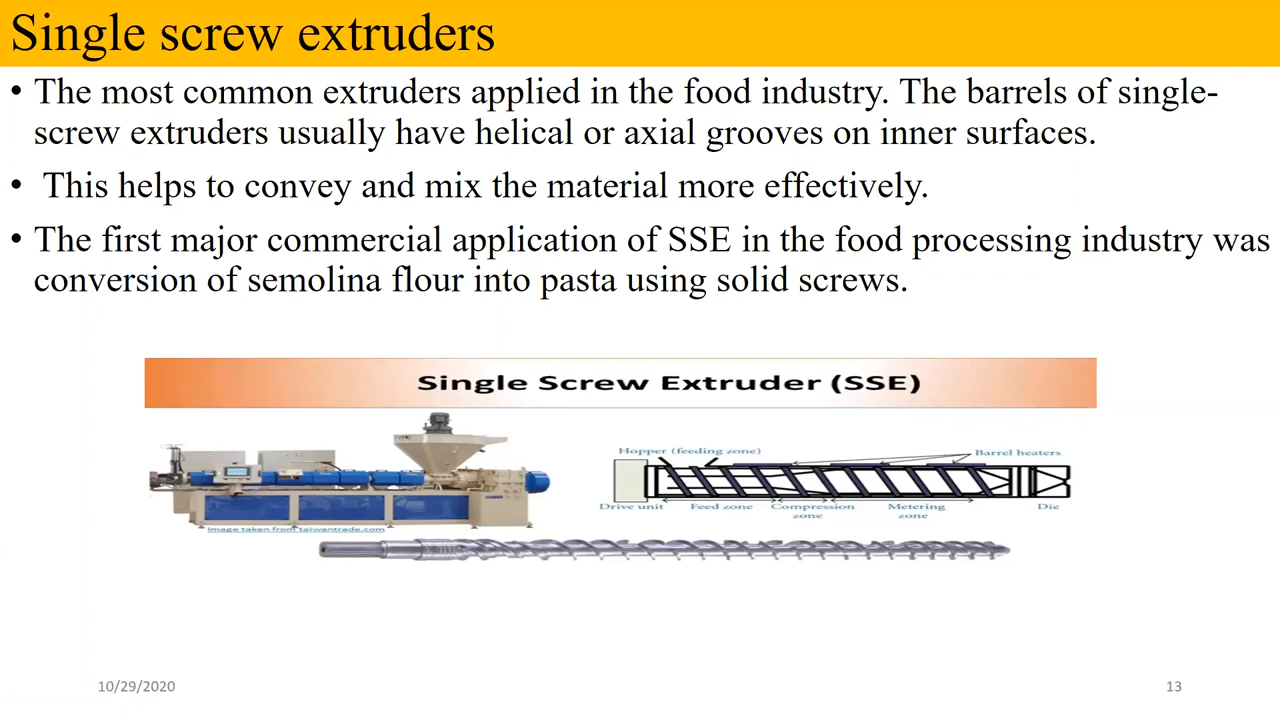 Single screw extruders
• The most common extruders applied in the food industry. The barrels of single-
screw extruders usually have helical or axial grooves on inner surfaces.
• This helps to convey and mix the material more effectively.
• The first major commercial application of SSE in the food processing industry was
conversion of semolina flour into pasta using solid screws.
Single Screw Extruder (SSE)
Hopper (feeding zone)
Barrel heaters
Drive unit
Feed zone
Compression
zone
Metering
zone
Die
Image taken from taiwantrade.com
10/29/2020
13